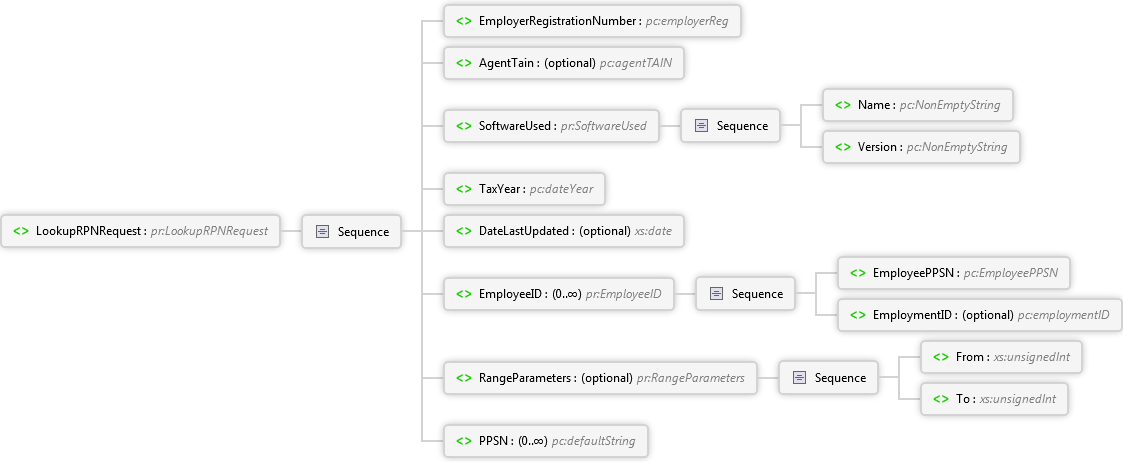 EmployerRegistrationNumber : pc:employerReg
AgentTain : (optional) pc:agentTAIN
Name : pc:NonEmptyString
SoftwareUsed : pr:SoftwareUsed
Sequence
Version : pc:NonEmptyString
TaxYear : pc:dateYear
LookupRPNRequest : pr:LookupRPNRequest
Sequence
DateLastUpdated : (optional) xs:date
EmployeePPSN : pc:EmployeePPSN
EmployeeID : (0..∞) pr:EmployeeID
Sequence
EmploymentID : (optional) pc:employmentID
From : xs:unsignedInt
RangeParameters : (optional) pr:RangeParameters
Sequence
To : xs:unsignedInt
PPSN : (0..∞) pc:defaultString